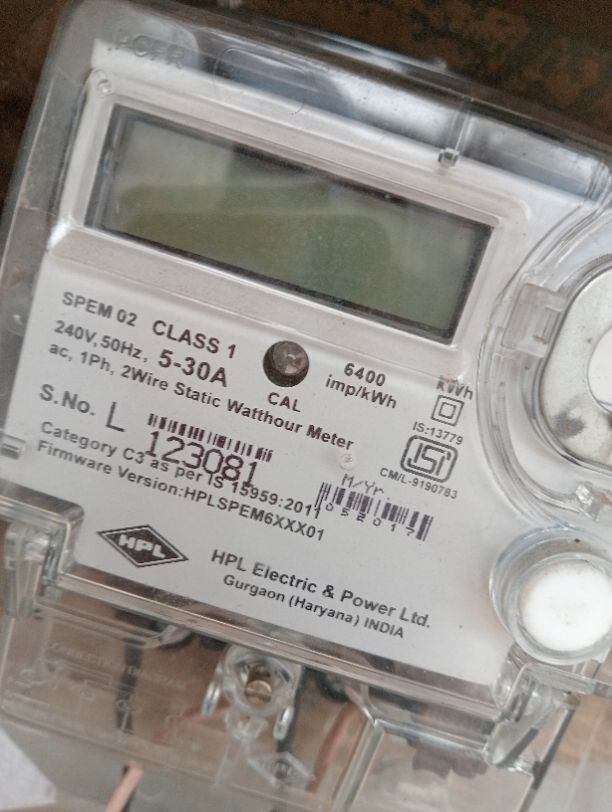 SPEM 02 CLASS 1
240V, 50Hz, 5-30A
ac, 1Ph, 2Wire Static Watthour Meter
CAL
6400
imp/kWh
kWh
IS:13779
ISI
CM/L-9190783
S.No. L 123081
M/Yr.
052017
Category C3 as per IS 15959:2011
Firmware Version:HPLSPEM6XXX01
HPL
HPL Electric & Power Ltd.
Gurgaon (Haryana) INDIA